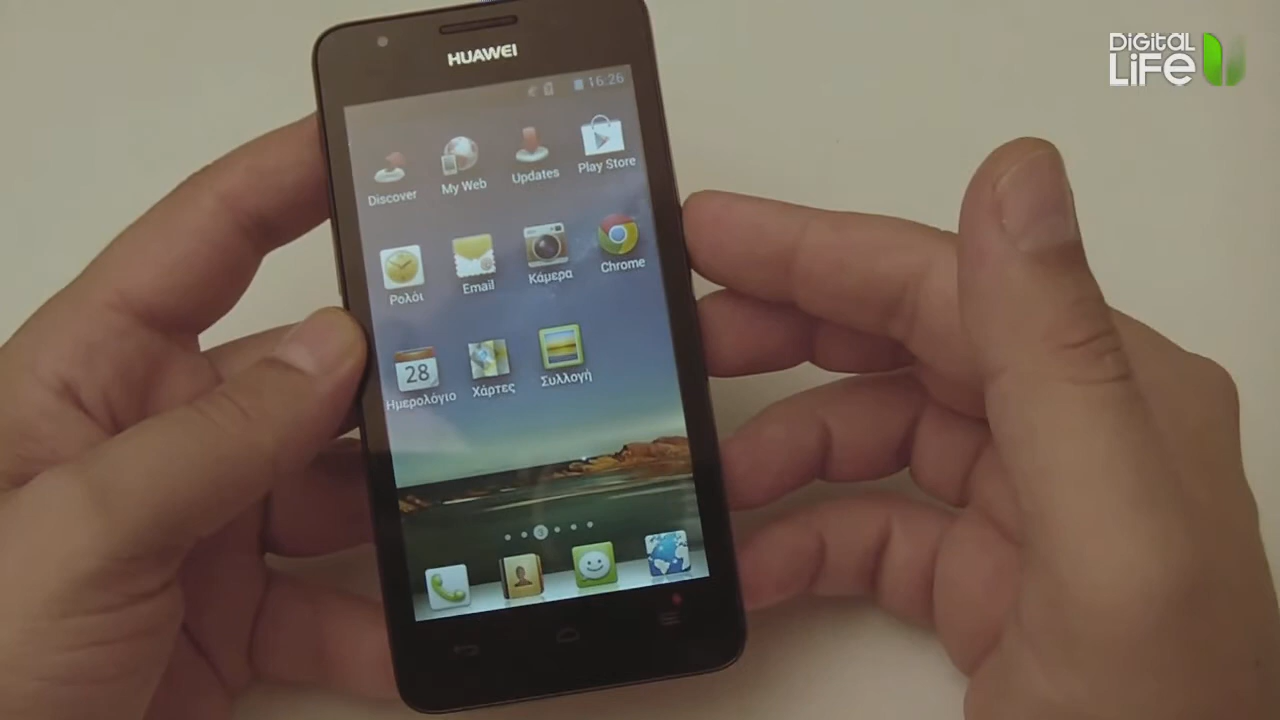 DiGitAL
LiFe
HUAWEI
16:26
Discover
My Web
Updates
Play Store
Ρολόι
Email
Κάμερα
Chrome
28
Ημερολόγιο
Χάρτες
Συλλογή
3